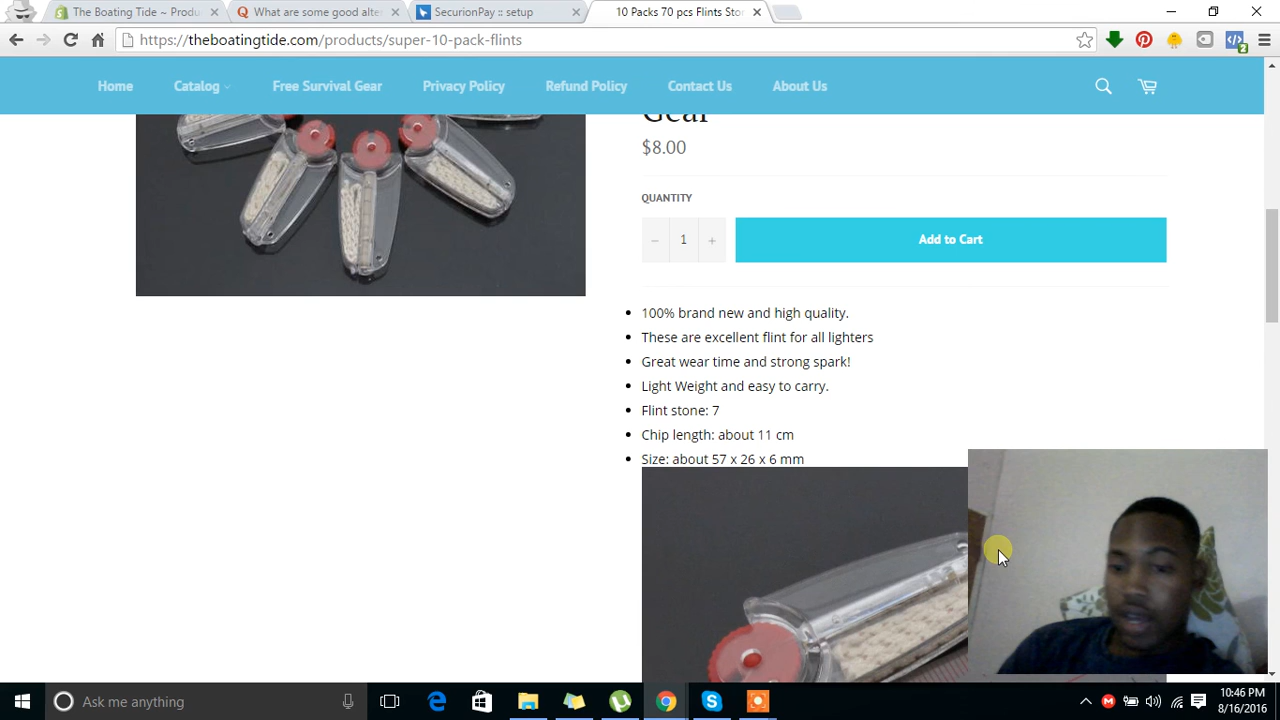 The Boating Tide ~ Produ
What are some good alte
SecurionPay :: setup
10 Packs 70 pcs Flints Sto
https://theboatingtide.com/products/super-10-pack-flints
2
Home
Catalog
Free Survival Gear
Privacy Policy
Refund Policy
Contact Us
About Us
Gear
$8.00
QUANTITY
− 1 +
Add to Cart
100% brand new and high quality.
These are excellent flint for all lighters
Great wear time and strong spark!
Light Weight and easy to carry.
Flint stone: 7
Chip length: about 11 cm
Size: about 57 x 26 x 6 mm
Ask me anything
10:46 PM
8/16/2016